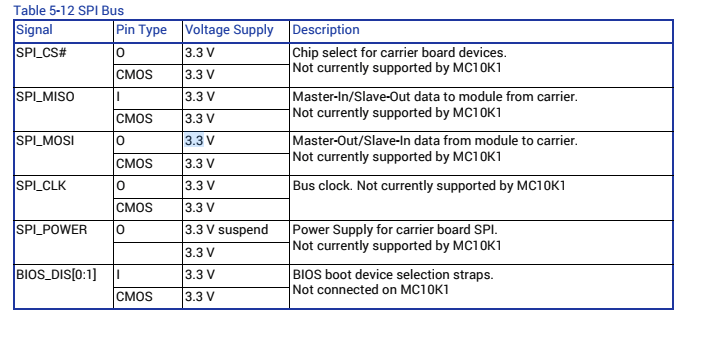 Table 5-12 SPI Bus
Signal Pin Type Voltage Supply Description
SPI_CS# O 3.3 V Chip select for carrier board devices.
CMOS 3.3 V Not currently supported by MC10K1
SPI_MISO I 3.3 V Master-In/Slave-Out data to module from carrier.
CMOS 3.3 V Not currently supported by MC10K1
SPI_MOSI O 3.3 V Master-Out/Slave-In data from module to carrier.
CMOS 3.3 V Not currently supported by MC10K1
SPI_CLK O 3.3 V Bus clock. Not currently supported by MC10K1
CMOS 3.3 V
SPI_POWER O 3.3 V suspend Power Supply for carrier board SPI.
3.3 V Not currently supported by MC10K1
BIOS_DIS[0:1] I 3.3 V BIOS boot device selection straps.
CMOS 3.3 V Not connected on MC10K1